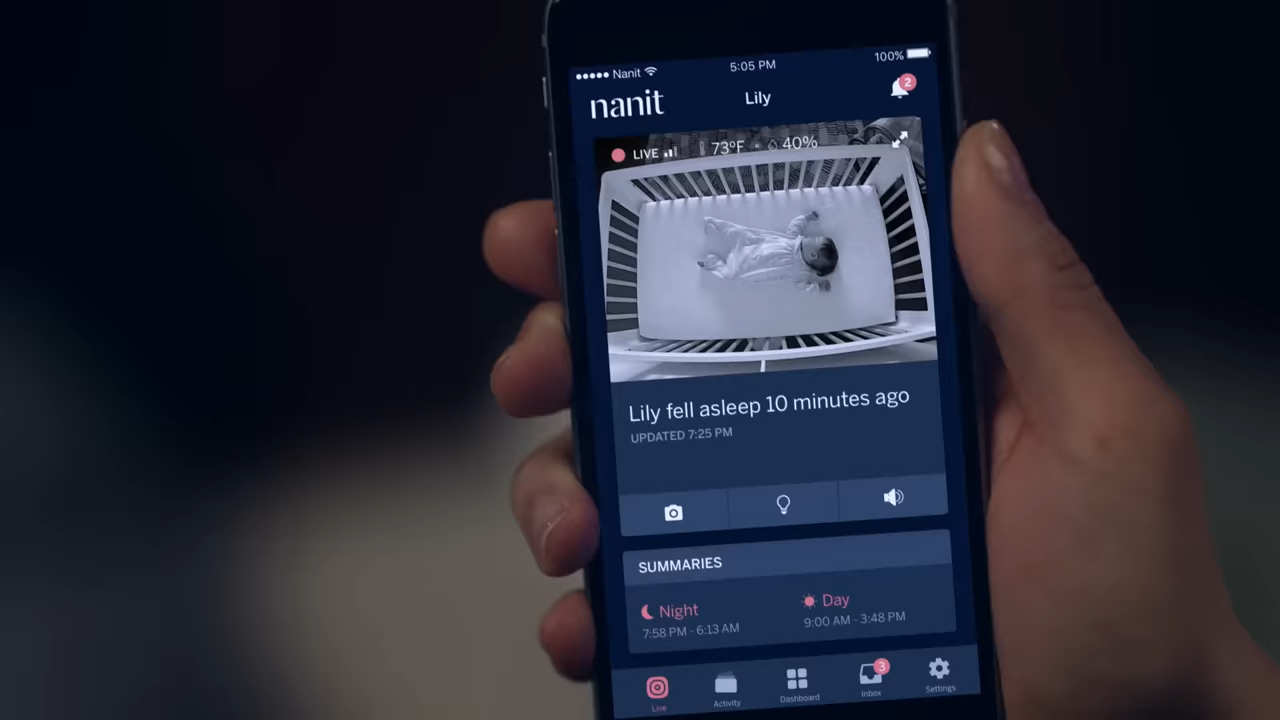 Nanit 5:05 PM 100%
nanit Lily 2
LIVE 73°F 40%
Lily fell asleep 10 minutes ago
UPDATED 7:25 PM
SUMMARIES
Night Day
7:58 PM - 6:13 AM 9:00 AM - 3:48 PM
3
Live Activity Dashboard Inbox Settings